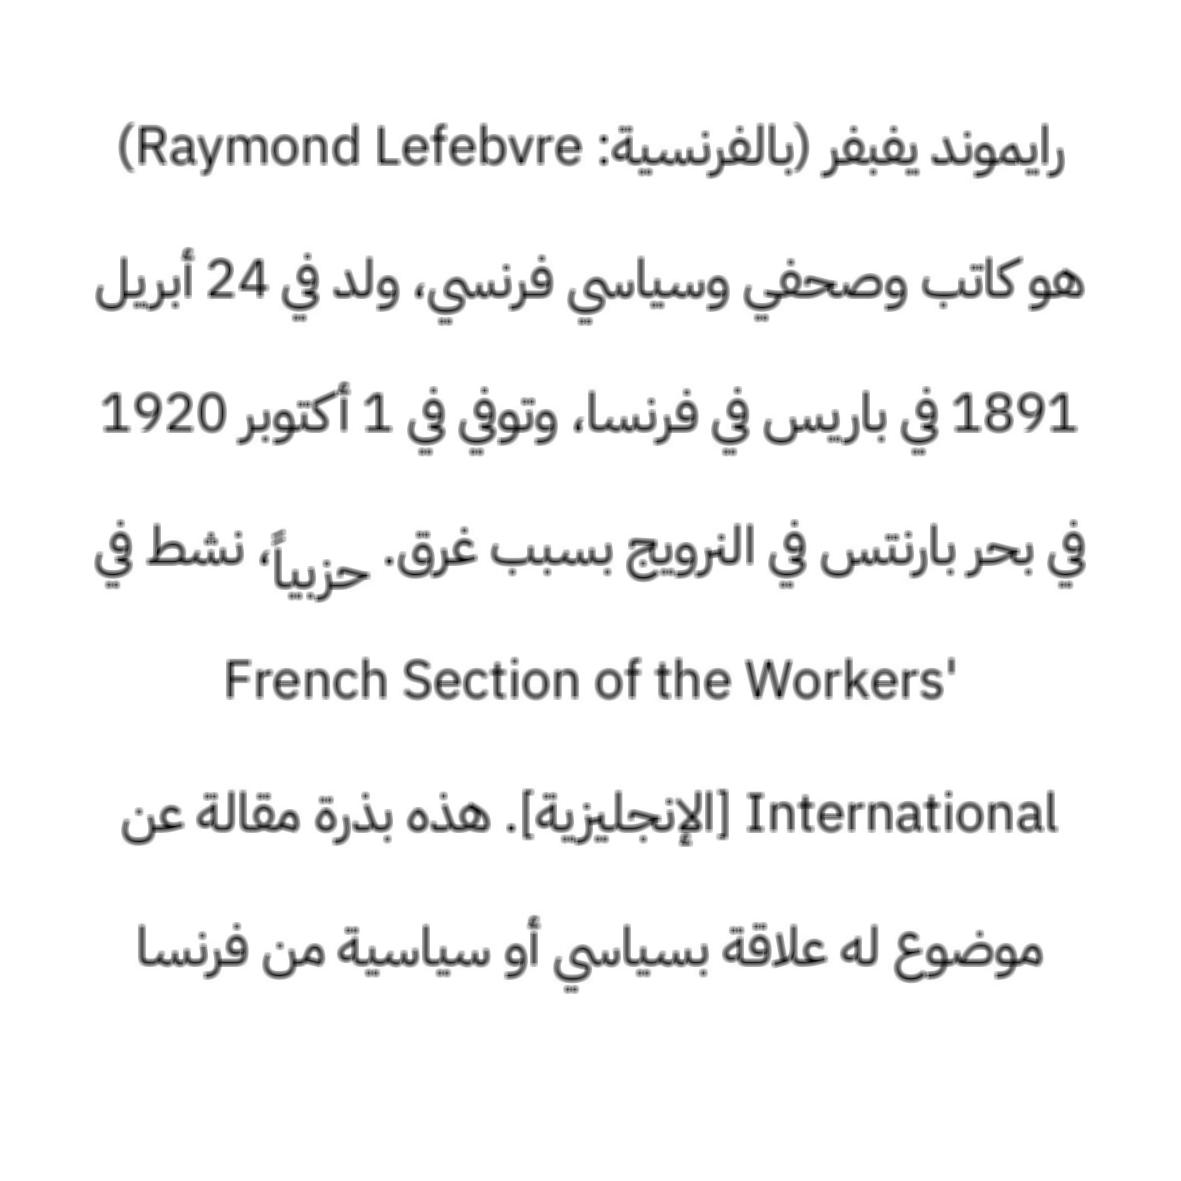 رايموند يفبفر (بالفرنسية: Raymond Lefebvre)
هو كاتب وصحفي وسياسي فرنسي، ولد في 24 أبريل
1891 في باريس في فرنسا، وتوفي في 1 أكتوبر 1920
في بحر بارنتس في النرويج بسبب غرق. حزبياً، نشط في
French Section of the Workers'
International [الإنجليزية]. هذه بذرة مقالة عن
موضوع له علاقة بسياسي أو سياسية من فرنسا